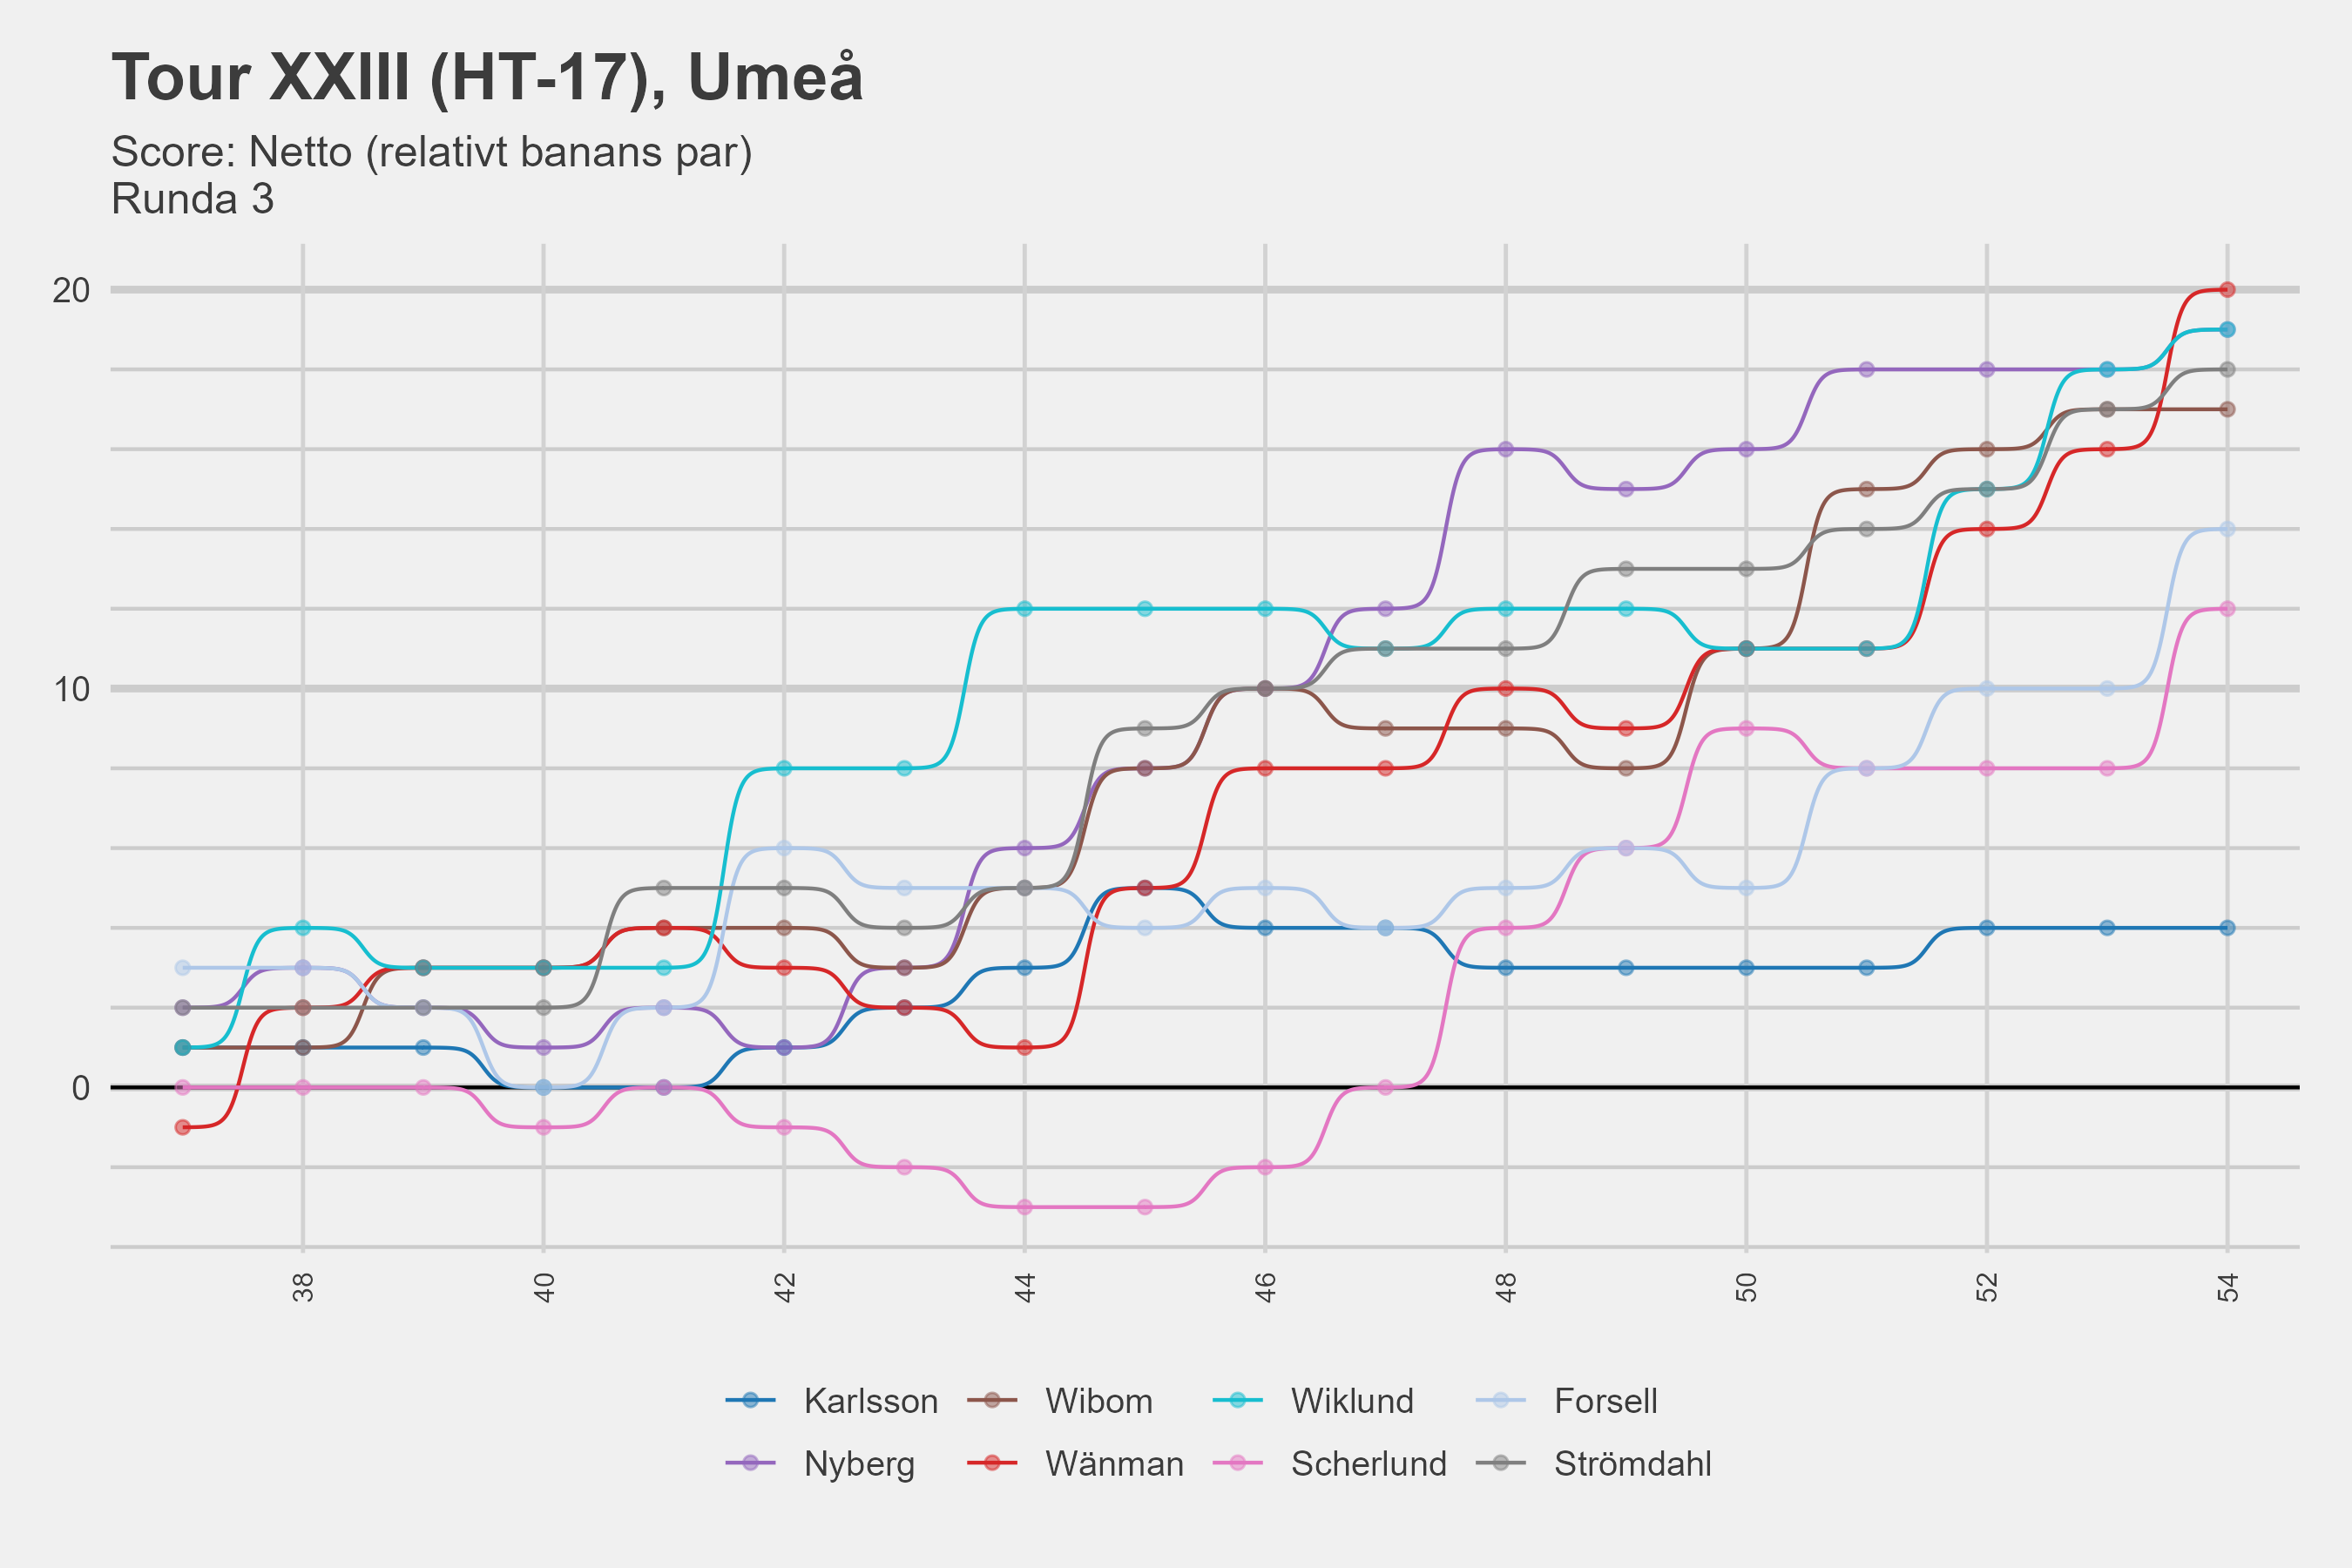 Tour XXIII (HT-17), Umeå
Score: Netto (relativt banans par)
Runda 3
20
10
0
38 40 42 44 46 48 50 52 54
Karlsson Wibom Wiklund Forsell
Nyberg Wänman Scherlund Strömdahl